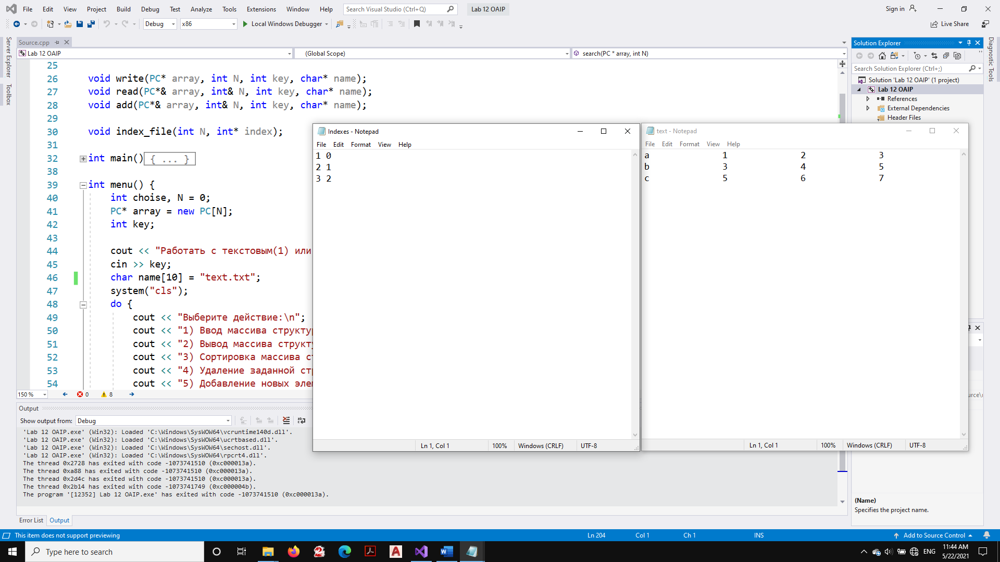 File Edit View Project Build Debug Test Analyze Tools Extensions Window Help Search Visual Studio (Ctrl+Q) Lab 12 OAIP Sign in
Debug x86 Local Windows Debugger Live Share
Server Explorer
Toolbox
Source.cpp
Lab 12 OAIP (Global Scope) search(PC * array, int N)
25
26 void write(PC* array, int N, int key, char* name);
27 void read(PC*& array, int& N, int key, char* name);
28 void add(PC*& array, int& N, int key, char* name);
29
30 void index_file(int N, int* index);
31
32 int main() { ... }
38
39 int menu() {
40 int choise, N = 0;
41 PC* array = new PC[N];
42 int key;
43
44 cout << "Работать с текстовым(1) или
45 cin >> key;
46 char name[10] = "text.txt";
47 system("cls");
48 do {
49 cout << "Выберите действие:\n";
50 cout << "1) Ввод массива структу
51 cout << "2) Вывод массива структ
52 cout << "3) Сортировка массива с
53 cout << "4) Удаление заданной ст
54 cout << "5) Добавление новых эле
150 % 0 8
Indexes - Notepad
File Edit Format View Help
1 0
2 1
3 2
Ln 1, Col 1 100% Windows (CRLF) UTF-8
text - Notepad
File Edit Format View Help
a 1 2 3
b 3 4 5
c 5 6 7
Ln 1, Col 1 100% Windows (CRLF) UTF-8
Solution Explorer
Search Solution Explorer (Ctrl+;)
Solution 'Lab 12 OAIP' (1 project)
Lab 12 OAIP
References
External Dependencies
Header Files
Diagnostic Tools
(Name)
Specifies the project name.
Output
Show output from: Debug
'Lab 12 OAIP.exe' (Win32): Loaded 'C:\Windows\SysWOW64\vcruntime140d.dll'.
'Lab 12 OAIP.exe' (Win32): Loaded 'C:\Windows\SysWOW64\ucrtbased.dll'.
'Lab 12 OAIP.exe' (Win32): Loaded 'C:\Windows\SysWOW64\sechost.dll'.
'Lab 12 OAIP.exe' (Win32): Loaded 'C:\Windows\SysWOW64\rpcrt4.dll'.
The thread 0x2728 has exited with code -1073741510 (0xc000013a).
The thread 0xa88 has exited with code -1073741510 (0xc000013a).
The thread 0x2d4c has exited with code -1073741510 (0xc000013a).
The thread 0x2b14 has exited with code -1073741749 (0xc000004b).
The program '[12352] Lab 12 OAIP.exe' has exited with code -1073741510 (0xc000013a).
Error List Output
This item does not support previewing Ln 204 Col 1 Ch 1 INS Add to Source Control
Type here to search ENG 11:44 AM
5/22/2021